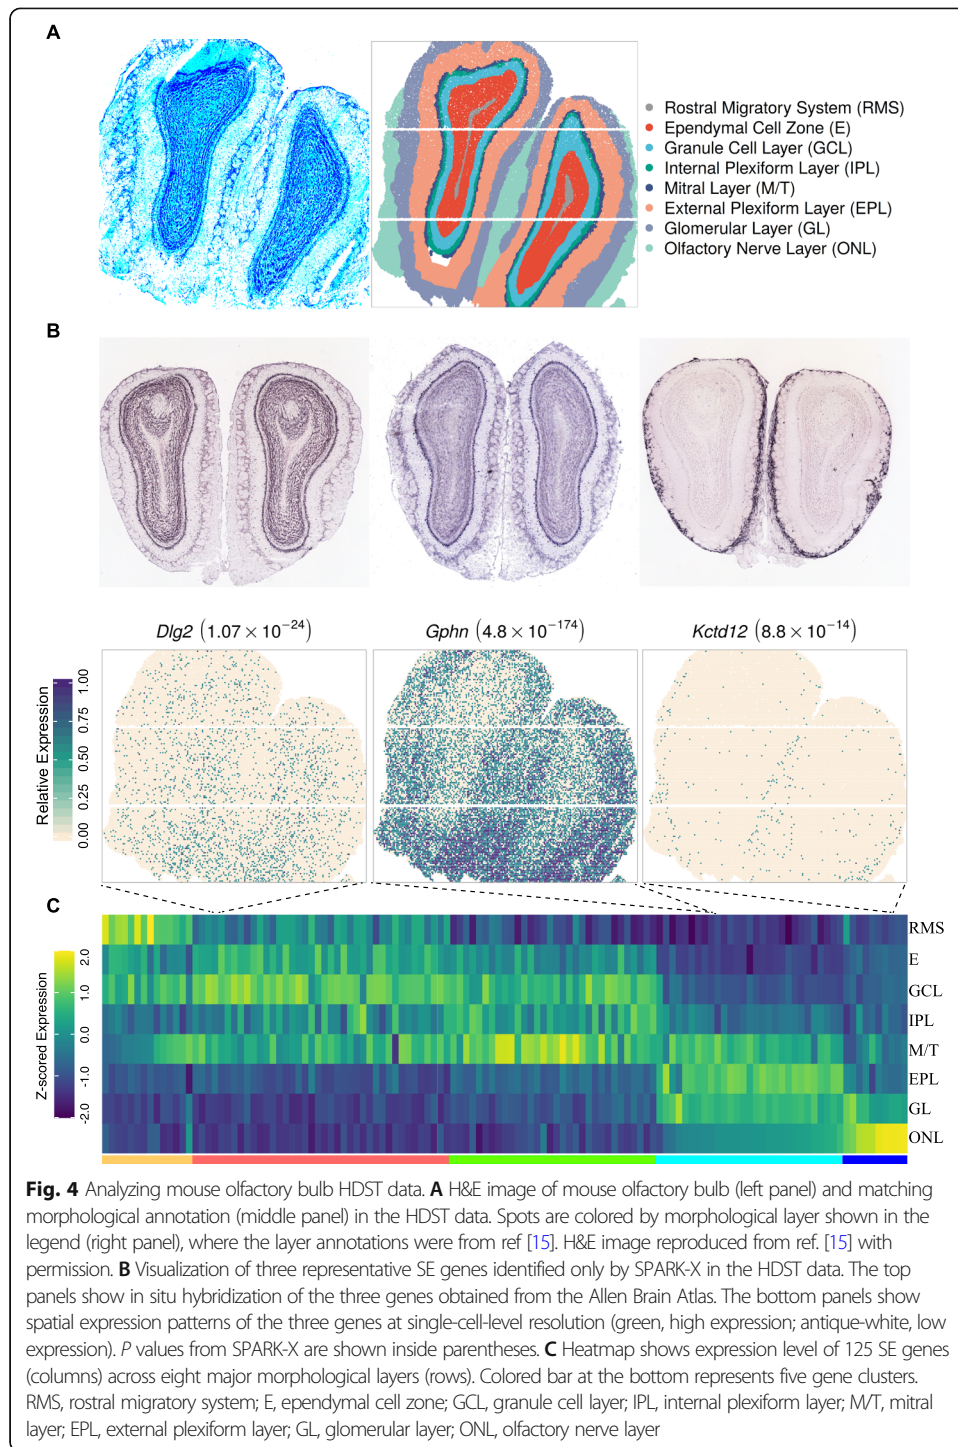 A
Rostral Migratory System (RMS)
Ependymal Cell Zone (E)
Granule Cell Layer (GCL)
Internal Plexiform Layer (IPL)
Mitral Layer (M/T)
External Plexiform Layer (EPL)
Glomerular Layer (GL)
Olfactory Nerve Layer (ONL)
B
Dlg2 (1.07 × 10⁻²⁴)
Gphn (4.8 × 10⁻¹⁷⁴)
Kctd12 (8.8 × 10⁻¹⁴)
Relative Expression
1.00
0.75
0.50
0.25
0.00
C
Z-scored Expression
2.0
1.0
0.0
-1.0
-2.0
RMS
E
GCL
IPL
M/T
EPL
GL
ONL
Fig. 4 Analyzing mouse olfactory bulb HDST data. A H&E image of mouse olfactory bulb (left panel) and matching
morphological annotation (middle panel) in the HDST data. Spots are colored by morphological layer shown in the
legend (right panel), where the layer annotations were from ref [15]. H&E image reproduced from ref. [15] with
permission. B Visualization of three representative SE genes identified only by SPARK-X in the HDST data. The top
panels show in situ hybridization of the three genes obtained from the Allen Brain Atlas. The bottom panels show
spatial expression patterns of the three genes at single-cell-level resolution (green, high expression; antique-white, low
expression). P values from SPARK-X are shown inside parentheses. C Heatmap shows expression level of 125 SE genes
(columns) across eight major morphological layers (rows). Colored bar at the bottom represents five gene clusters.
RMS, rostral migratory system; E, ependymal cell zone; GCL, granule cell layer; IPL, internal plexiform layer; M/T, mitral
layer; EPL, external plexiform layer; GL, glomerular layer; ONL, olfactory nerve layer